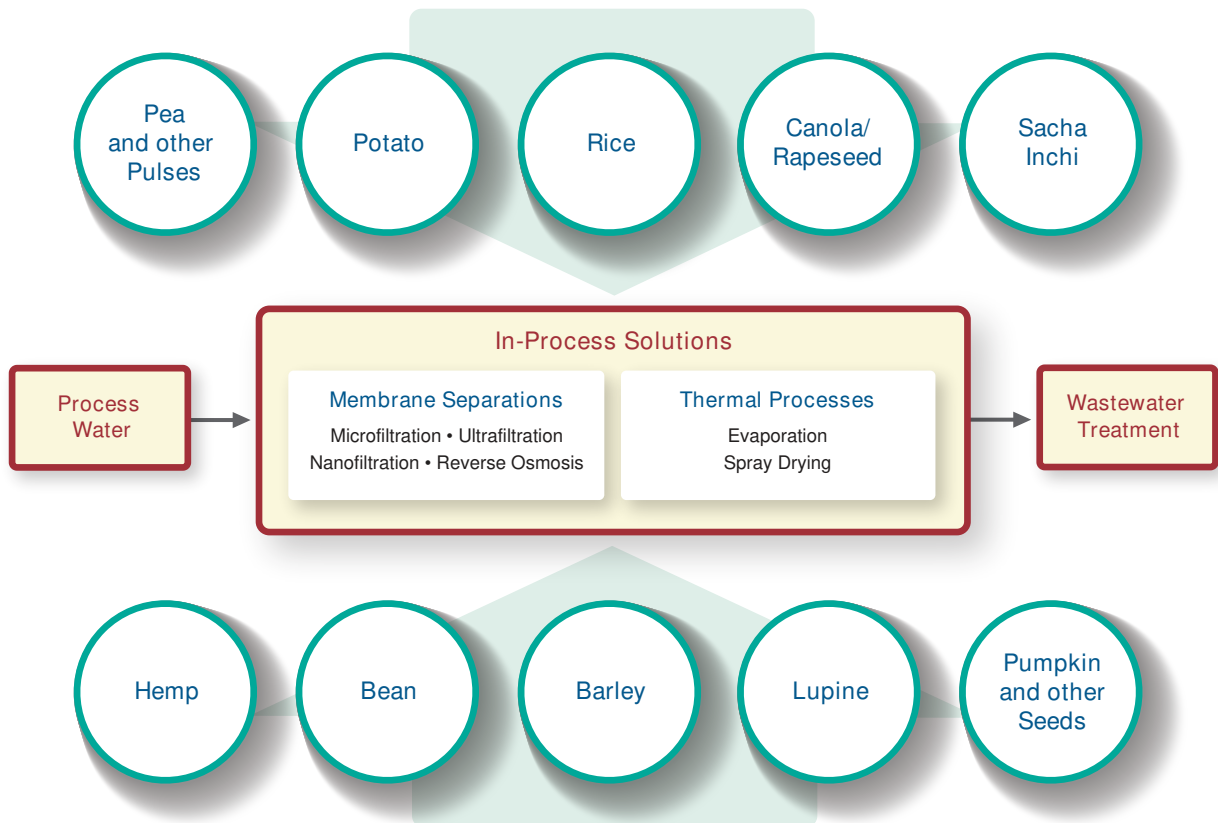 Pea
and other
Pulses
Potato
Rice
Canola/
Rapeseed
Sacha
Inchi
In-Process Solutions
Process
Water
Membrane Separations
Microfiltration • Ultrafiltration
Nanofiltration • Reverse Osmosis
Thermal Processes
Evaporation
Spray Drying
Wastewater
Treatment
Hemp
Bean
Barley
Lupine
Pumpkin
and other
Seeds